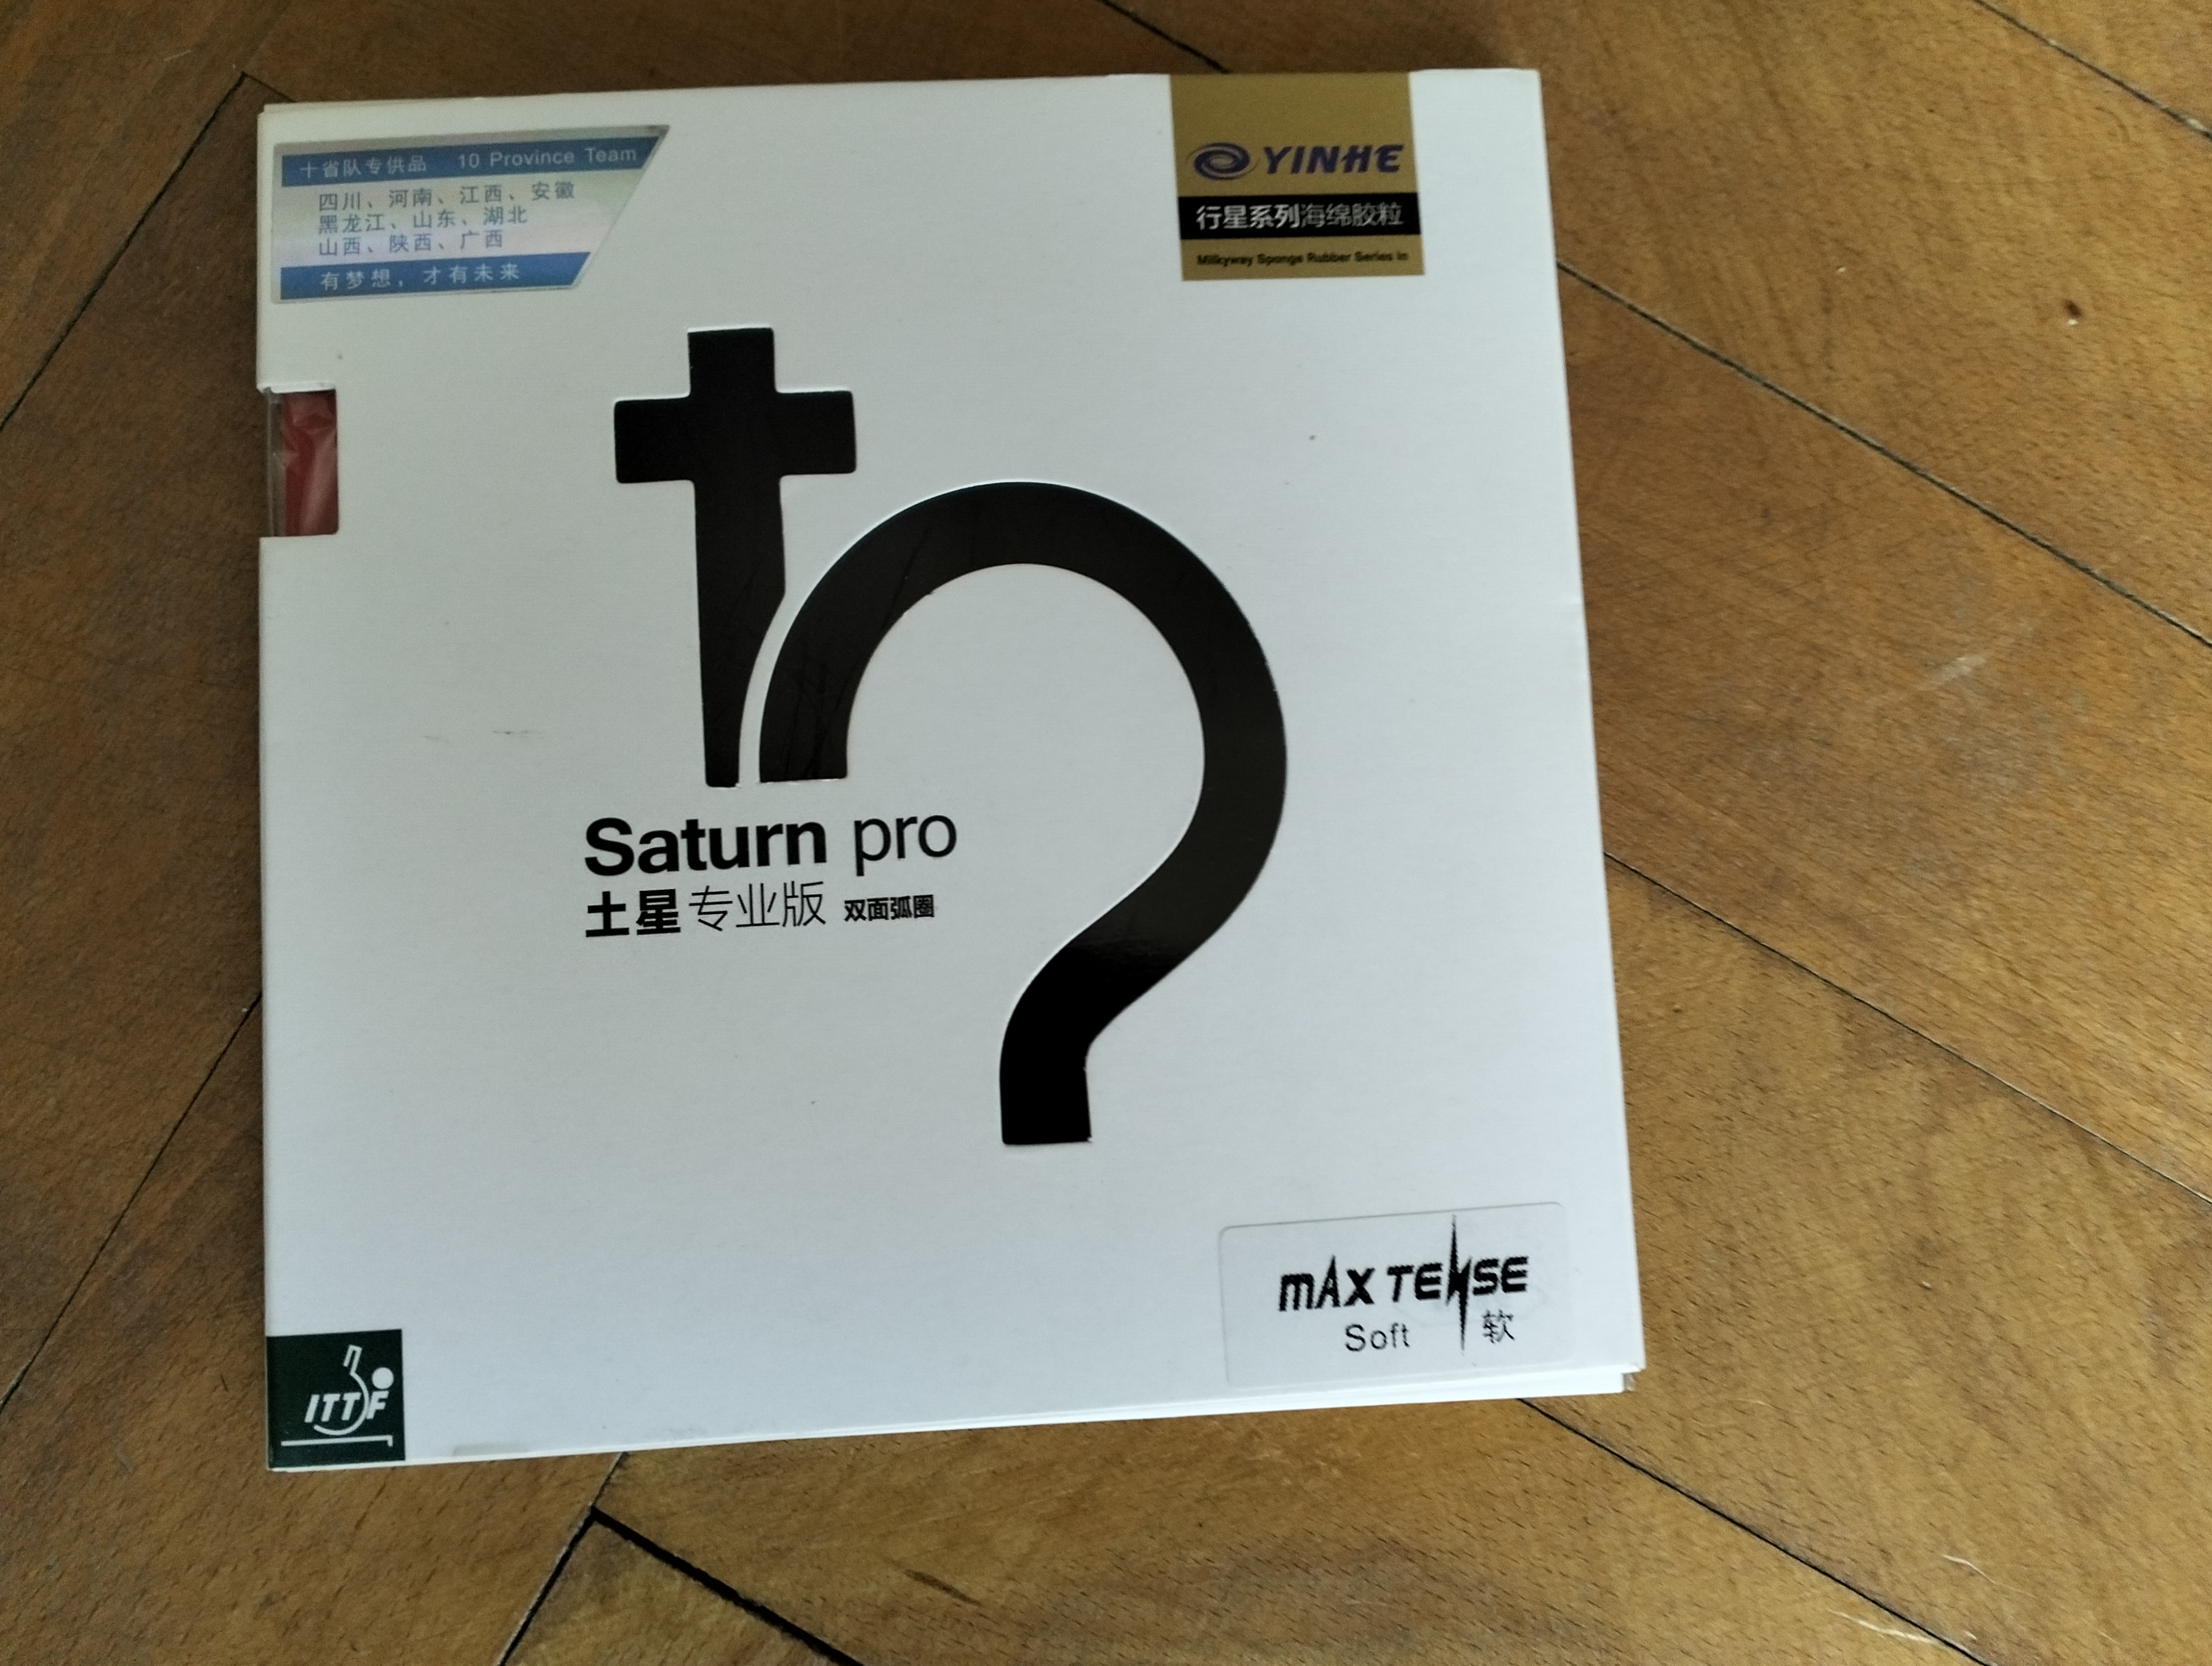 十省队专供品 10 Province Team
四川、河南、江西、安徽
黑龙江、山东、湖北
山西、陕西、广西
有梦想，才有未来
YINHE
行星系列海绵胶粒
Milkyway Sponge Rubber Series in
Saturn pro
土星专业版 双面弧圈
mAx TENSE
Soft 软
ITTF